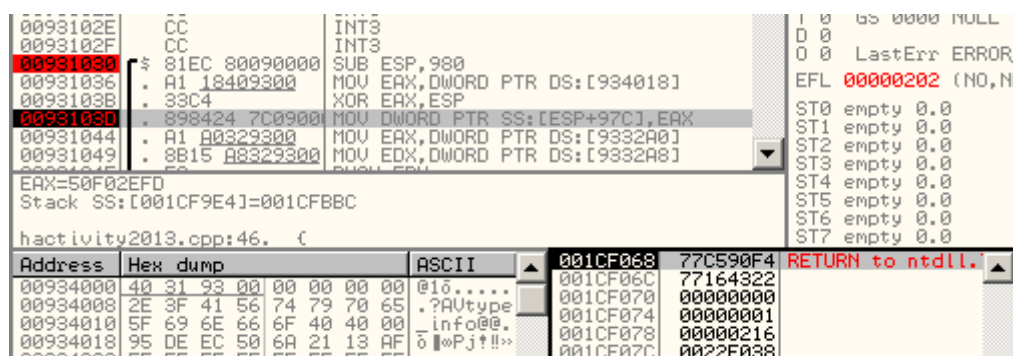 0093102E CC INT3
0093102F CC INT3
00931030 $ 81EC 80090000 SUB ESP,980
00931036 . A1 18409300 MOV EAX,DWORD PTR DS:[934018]
0093103B . 33C4 XOR EAX,ESP
0093103D . 898424 7C0900 MOV DWORD PTR SS:[ESP+97C],EAX
00931044 . A1 A0329300 MOV EAX,DWORD PTR DS:[9332A0]
00931049 . 8B15 A8329300 MOV EDX,DWORD PTR DS:[9332A8]
T 0 GS 0000 NULL
D 0
O 0 LastErr ERROR
EFL 00000202 (NO,N
ST0 empty 0.0
ST1 empty 0.0
ST2 empty 0.0
ST3 empty 0.0
ST4 empty 0.0
ST5 empty 0.0
ST6 empty 0.0
ST7 empty 0.0
EAX=50F02EFD
Stack SS:[001CF9E4]=001CFBBC
hactivity2013.cpp:46. {
Address Hex dump ASCII
00934000 40 31 93 00 00 00 00 00 @1ô.....
00934008 2E 3F 41 56 74 79 70 65 .?AVtype
00934010 5F 69 6E 66 6F 40 40 00 _info@@.
00934018 95 DE EC 50 6A 21 13 AF
001CF068 77C590F4 RETURN to ntdll.
001CF06C 77164322
001CF070 00000000
001CF074 00000001
001CF078 00000216
001CF07C 0022E038